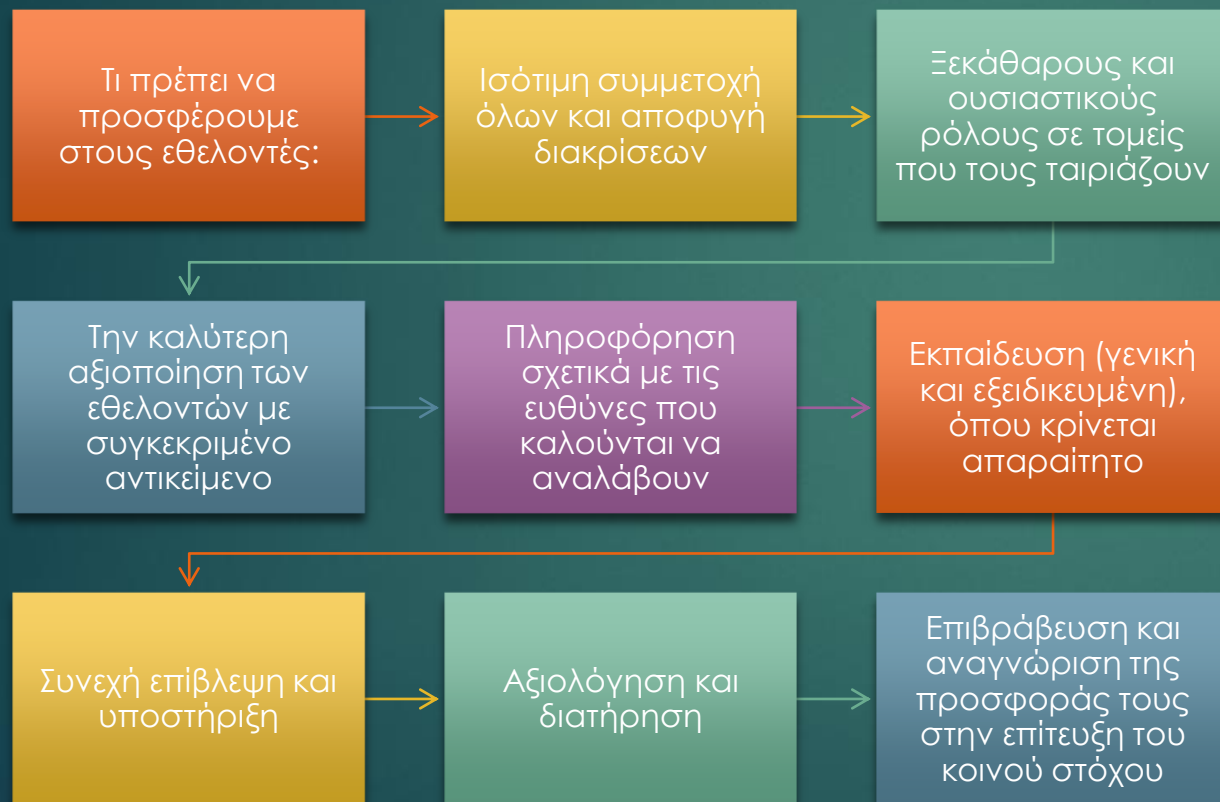 Τι πρέπει να
προσφέρουμε
στους εθελοντές:
Ισότιμη συμμετοχή
όλων και αποφυγή
διακρίσεων
Ξεκάθαρους και
ουσιαστικούς
ρόλους σε τομείς
που τους ταιριάζουν
Την καλύτερη
αξιοποίηση των
εθελοντών με
συγκεκριμένο
αντικείμενο
Πληροφόρηση
σχετικά με τις
ευθύνες που
καλούνται να
αναλάβουν
Εκπαίδευση (γενική
και εξειδικευμένη),
όπου κρίνεται
απαραίτητο
Συνεχή επίβλεψη και
υποστήριξη
Αξιολόγηση και
διατήρηση
Επιβράβευση και
αναγνώριση της
προσφοράς τους
στην επίτευξη του
κοινού στόχου